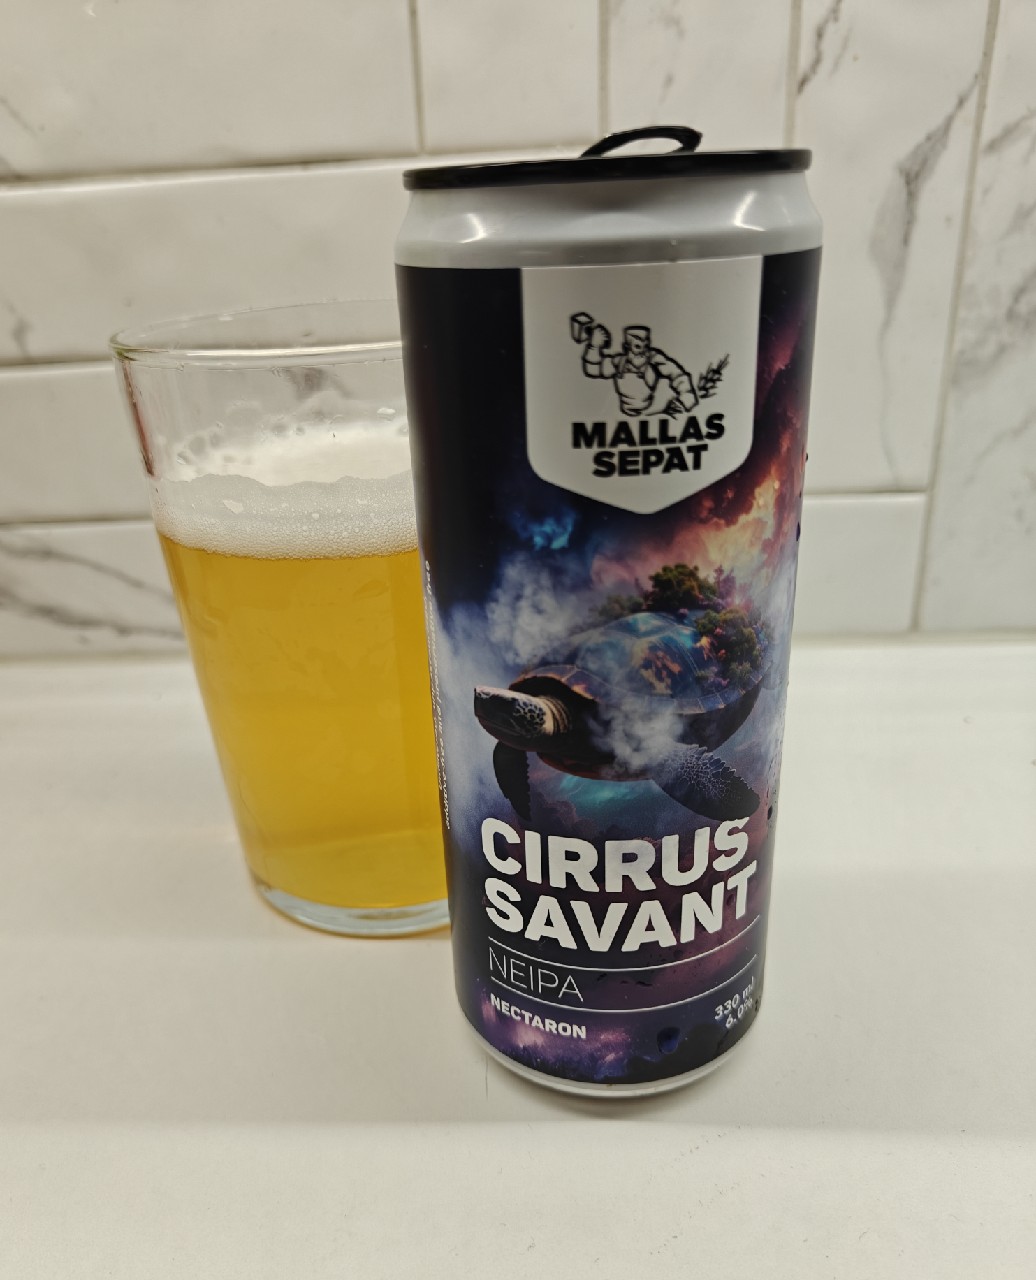 MALLAS
SEPAT
CIRRUS
SAVANT
NEIPA
NECTARON
330 ml
6.0%